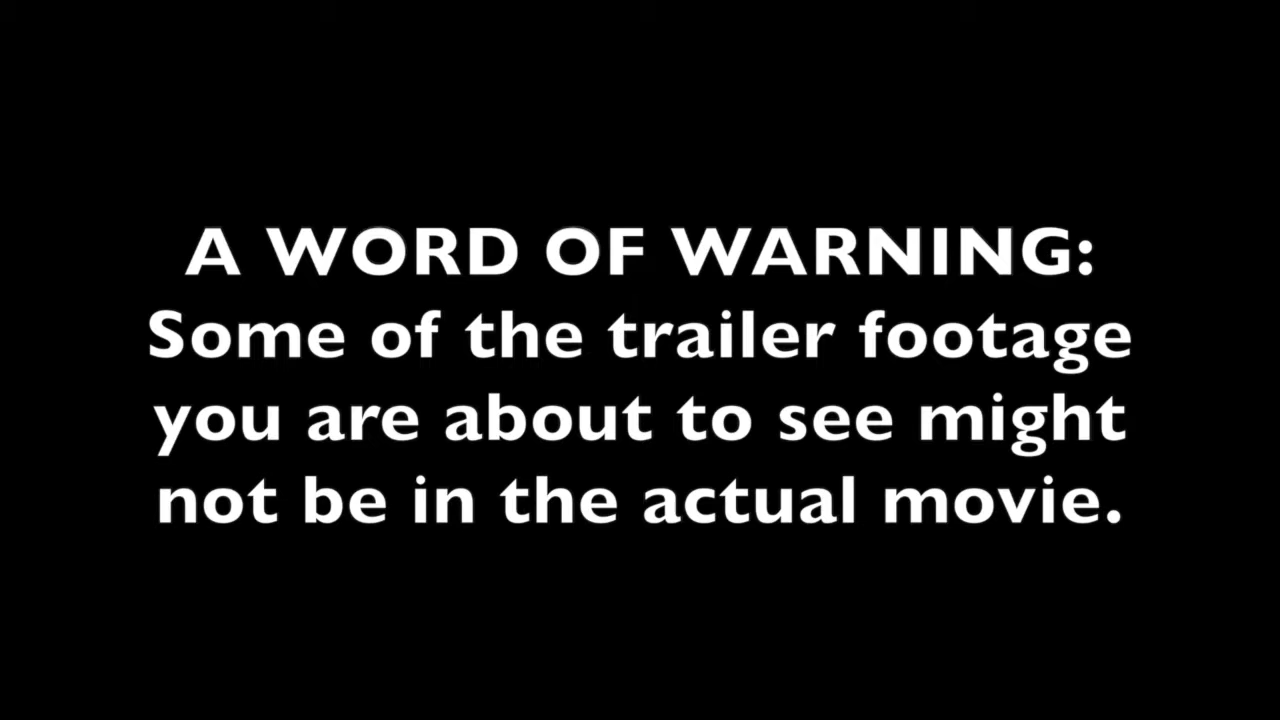 A WORD OF WARNING:
Some of the trailer footage
you are about to see might
not be in the actual movie.